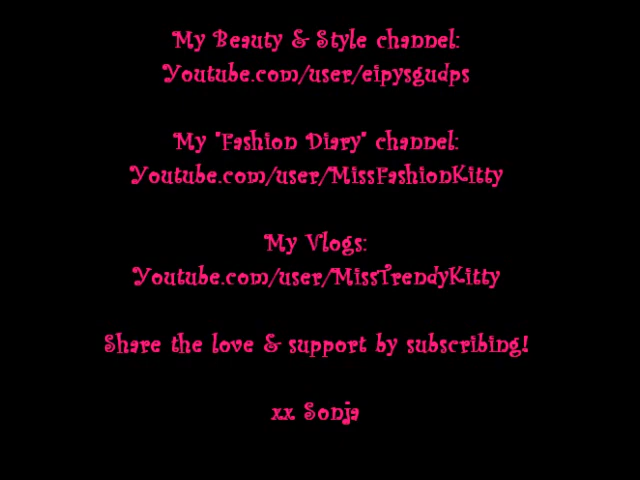 My Beauty & Style channel:
Youtube.com/user/eipysgudps
My "Fashion Diary" channel:
Youtube.com/user/MissFashionKitty
My Vlogs:
Youtube.com/user/MissTrendyKitty
Share the love & support by subscribing!
xx Sonja